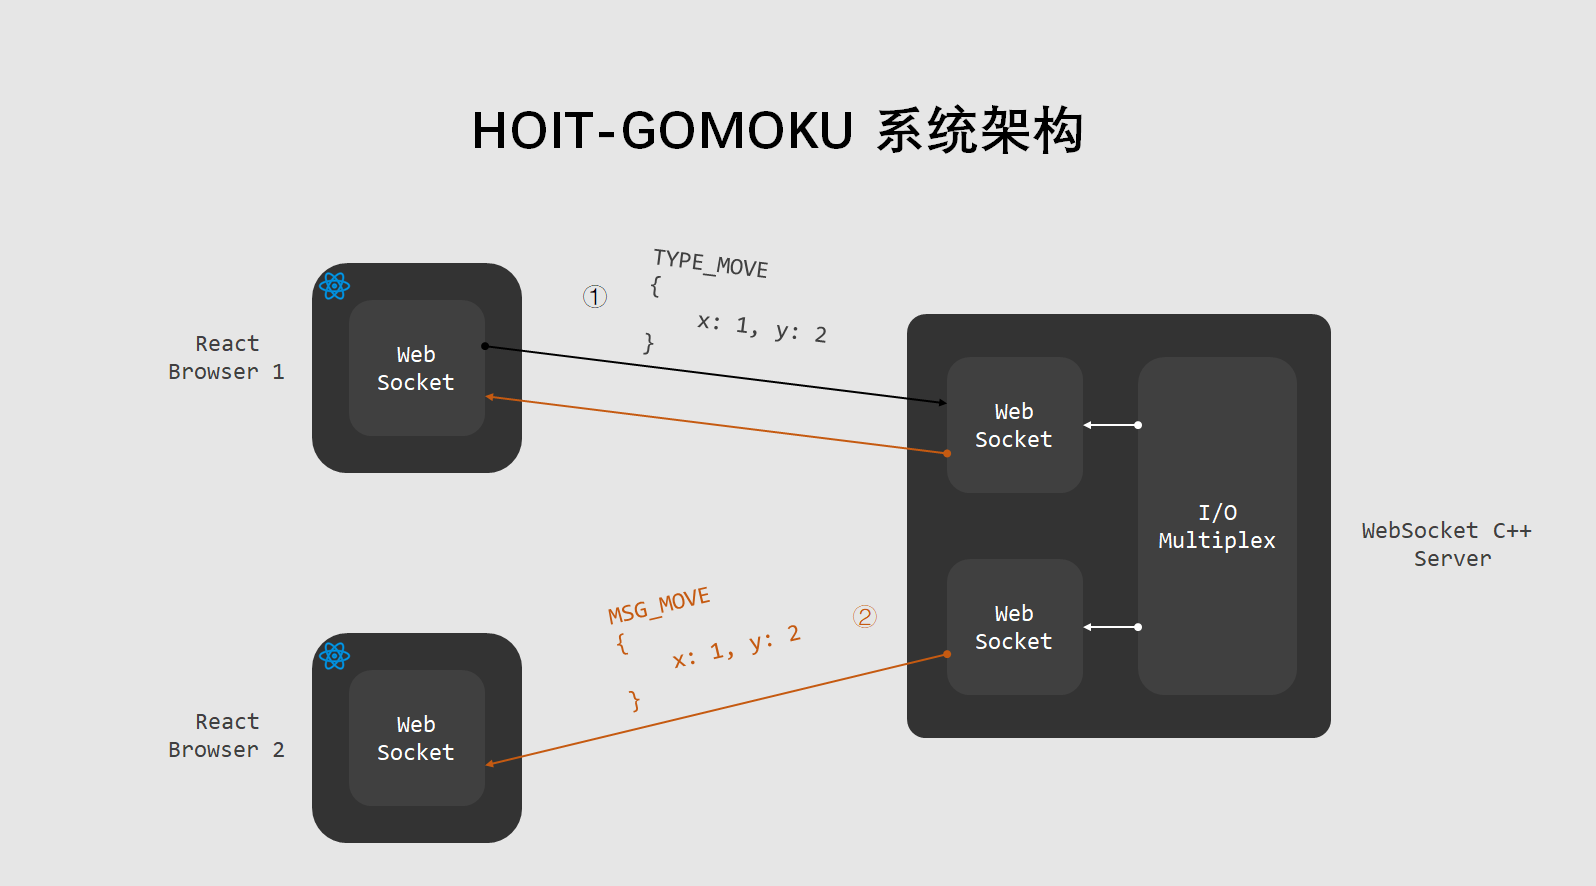 HOIT-GOMOKU 系统架构
①
TYPE_MOVE
{
x: 1, y: 2
}
React
Browser 1
Web
Socket
Web
Socket
I/O
Multiplex
WebSocket C++
Server
MSG_MOVE
{
x: 1, y: 2
}
②
Web
Socket
React
Browser 2
Web
Socket